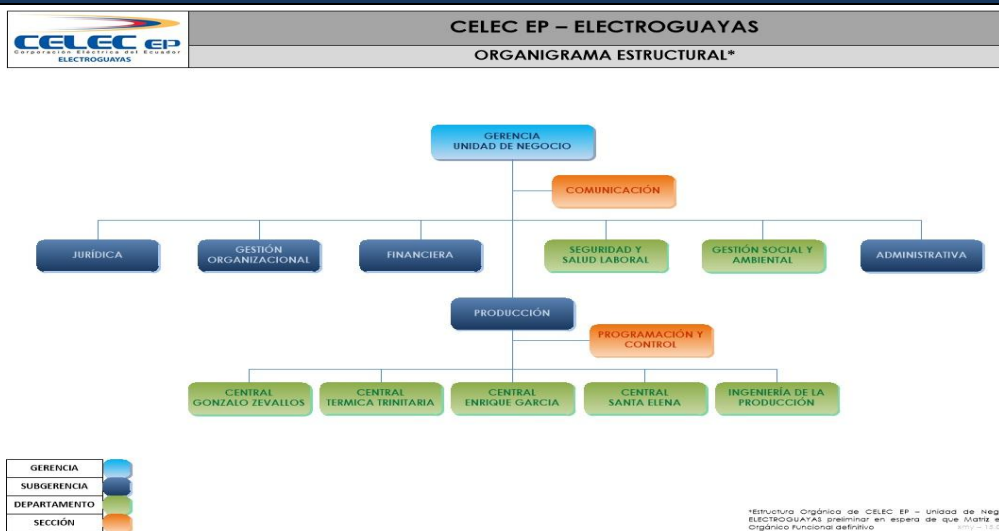 CELEC EP
Corporación Eléctrica del Ecuador
ELECTROGUAYAS
CELEC EP – ELECTROGUAYAS
ORGANIGRAMA ESTRUCTURAL*
GERENCIA
UNIDAD DE NEGOCIO
COMUNICACIÓN
JURÍDICA
GESTIÓN
ORGANIZACIONAL
FINANCIERA
SEGURIDAD Y
SALUD LABORAL
GESTIÓN SOCIAL Y
AMBIENTAL
ADMINISTRATIVA
PRODUCCIÓN
PROGRAMACIÓN Y
CONTROL
CENTRAL
GONZALO ZEVALLOS
CENTRAL
TERMICA TRINITARIA
CENTRAL
ENRIQUE GARCIA
CENTRAL
SANTA ELENA
INGENIERÍA DE LA
PRODUCCIÓN
GERENCIA
SUBGERENCIA
DEPARTAMENTO
SECCIÓN
*Estructura Orgánica de CELEC EP – Unidad de Neg
ELECTROGUAYAS preliminar en espera de que Matriz e
Orgánico Funcional definitivo